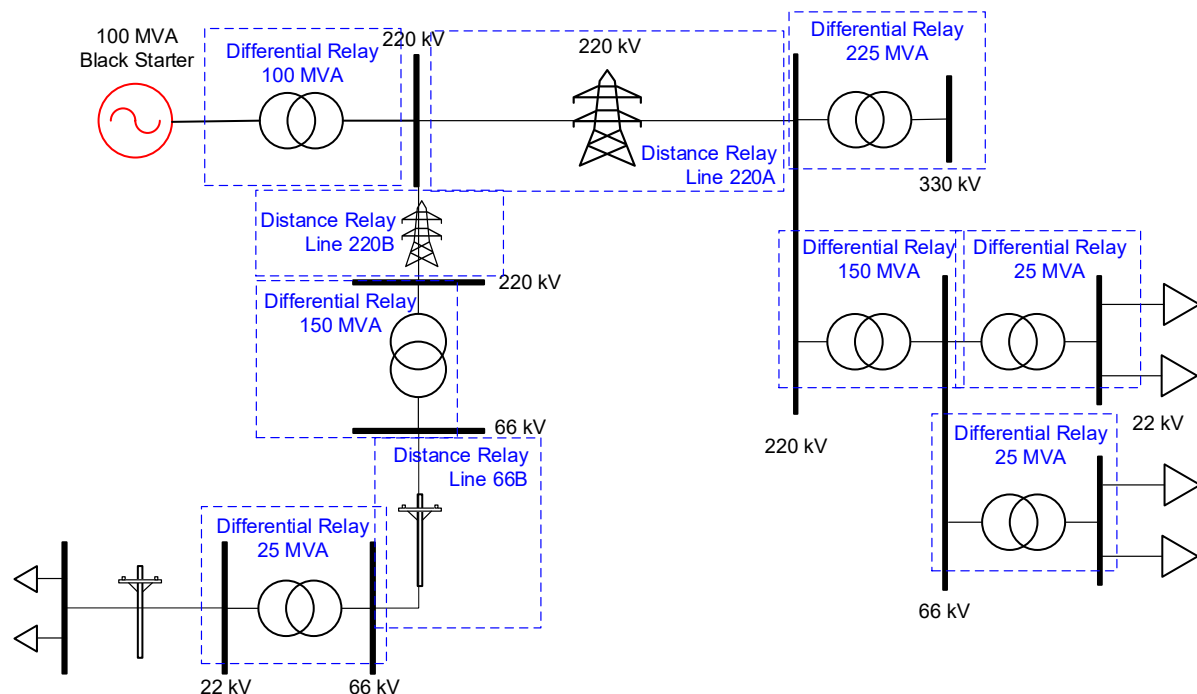 100 MVA
Black Starter
Differential Relay
100 MVA
220 kV
220 kV
Distance Relay
Line 220A
Differential Relay
225 MVA
330 kV
Distance Relay
Line 220B
220 kV
Differential Relay
150 MVA
66 kV
Differential Relay
150 MVA
Differential Relay
25 MVA
220 kV
22 kV
Differential Relay
25 MVA
66 kV
Distance Relay
Line 66B
Differential Relay
25 MVA
22 kV
66 kV